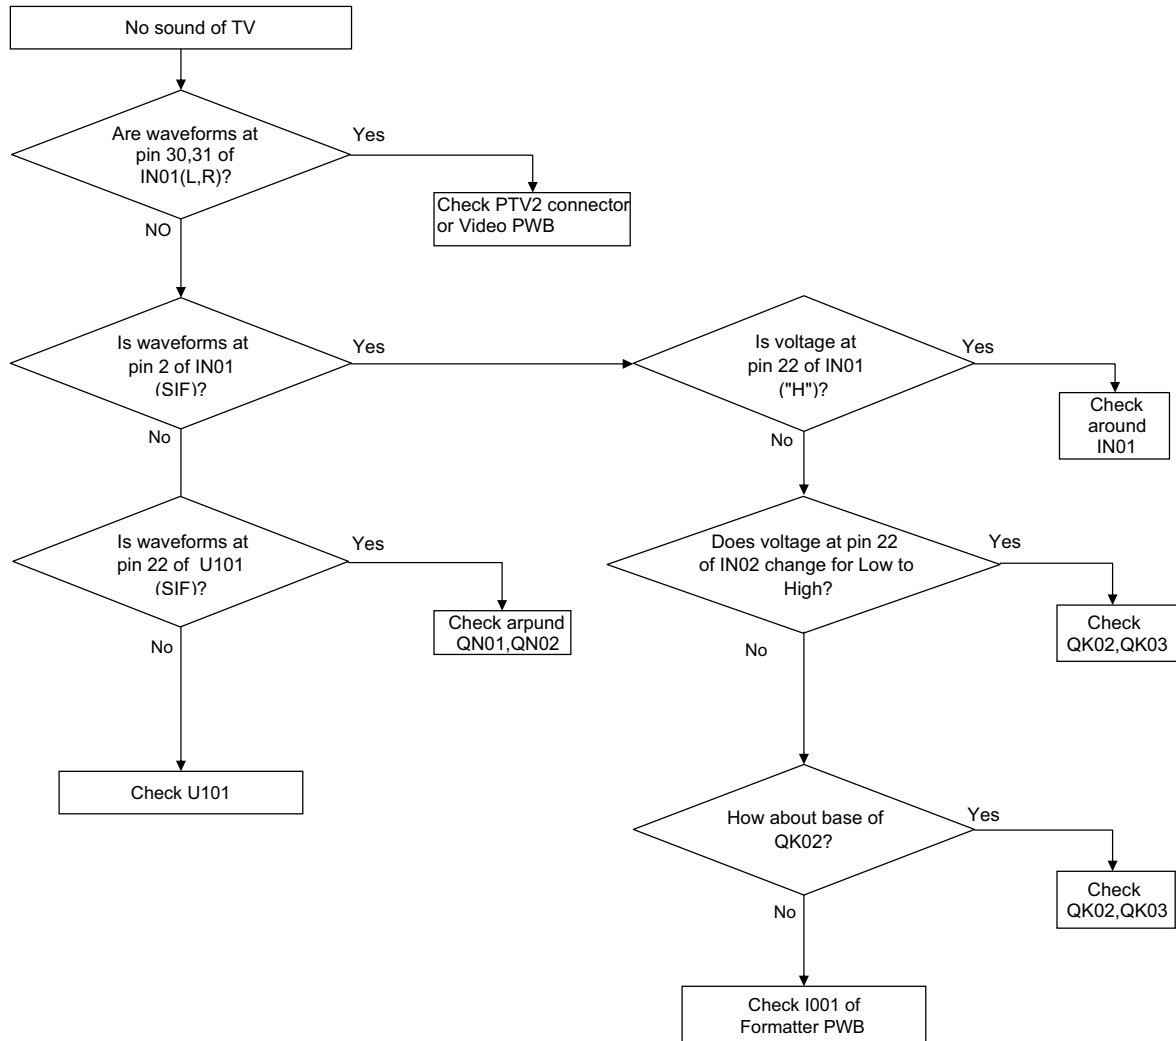 No sound of TV
Are waveforms at
pin 30,31 of
IN01(L,R)?
Yes
Check PTV2 connector
or Video PWB
NO
Is waveforms at
pin 2 of IN01
(SIF)?
Yes
No
Is voltage at
pin 22 of IN01
("H")?
Yes
Check
around
IN01
No
Is waveforms at
pin 22 of U101
(SIF)?
Yes
Check arpund
QN01,QN02
No
Check U101
Does voltage at pin 22
of IN02 change for Low to
High?
Yes
Check
QK02,QK03
No
How about base of
QK02?
Yes
Check
QK02,QK03
No
Check I001 of
Formatter PWB